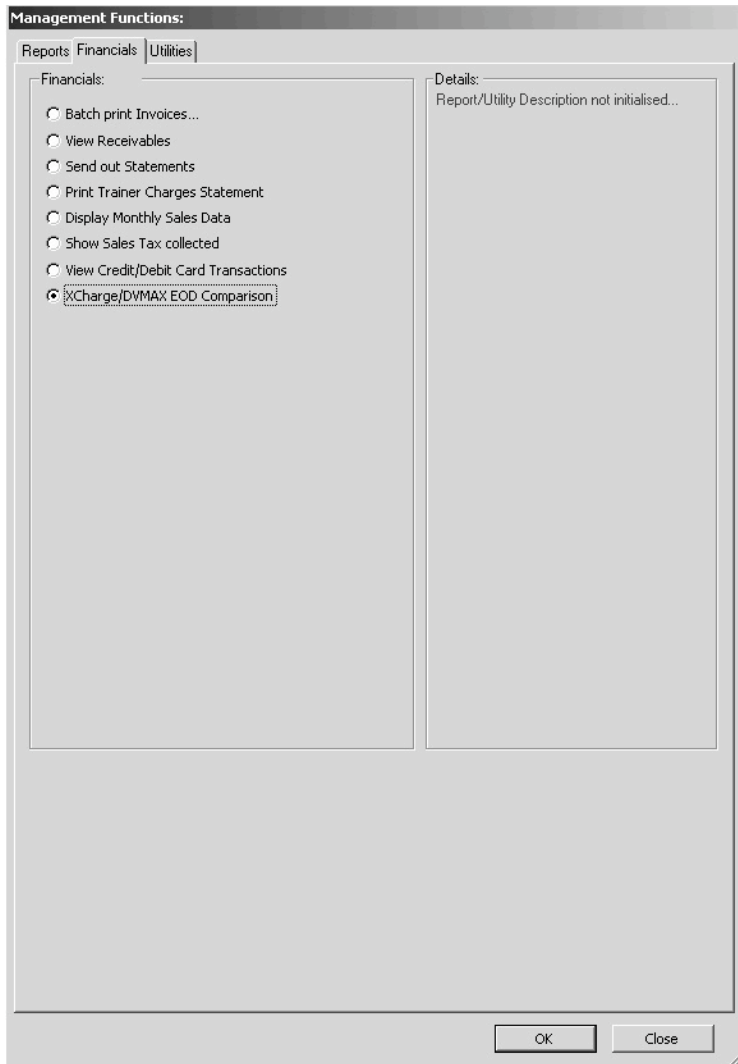 Management Functions:
Reports Financials Utilities
Financials:
Batch print Invoices...
View Receivables
Send out Statements
Print Trainer Charges Statement
Display Monthly Sales Data
Show Sales Tax collected
View Credit/Debit Card Transactions
XCharge/DVMAX EOD Comparison
Details:
Report/Utility Description not initialised...
OK Close